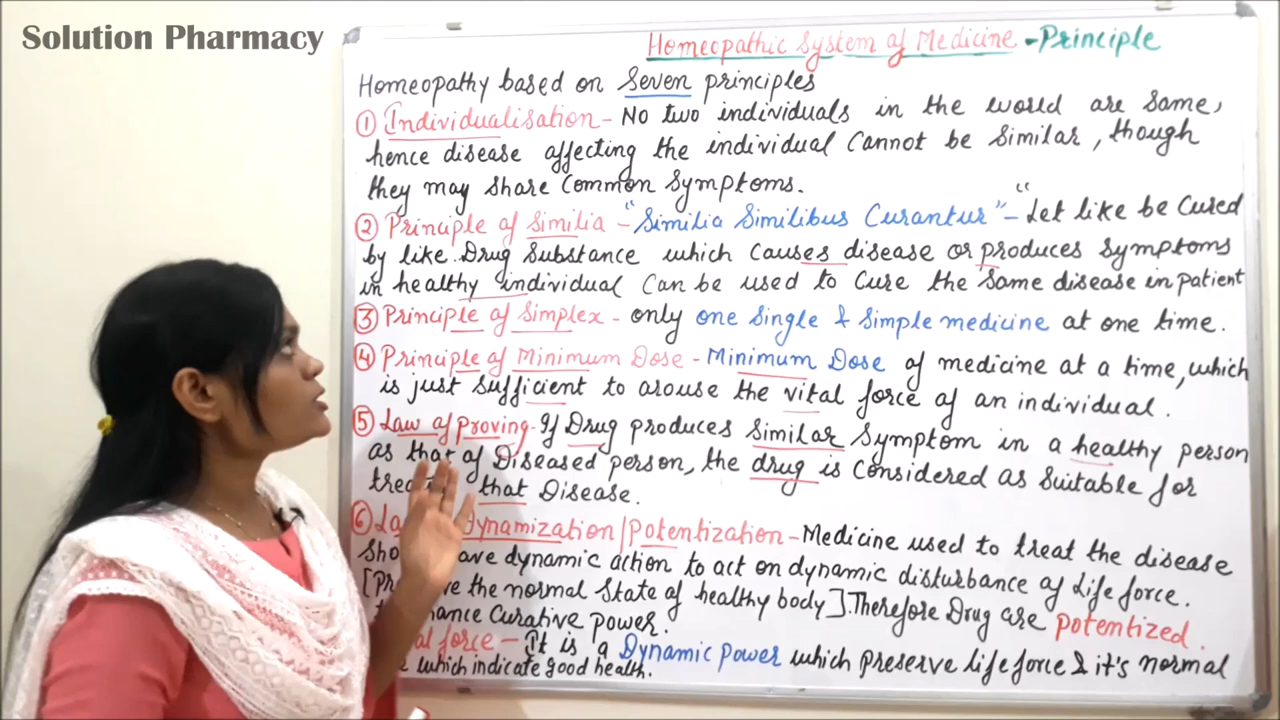 Solution Pharmacy
Homeopathic System of Medicine - Principle
Homeopathy based on Seven principles
① Individualisation - No two individuals in the world are same,
hence disease affecting the individual cannot be similar, though
they may share common symptoms.
② Principle of Similia - "Similia Similibus Curantur" - "Let like be cured
by like. Drug substance which causes disease or produces symptoms
in healthy individual can be used to cure the same disease in patient
③ Principle of Simplex - only one single & simple medicine at one time.
④ Principle of Minimum Dose - Minimum Dose of medicine at a time, which
is just sufficient to arouse the vital force of an individual.
⑤ Law of Proving - If Drug produces similar symptom in a healthy person
as that of Diseased person, the drug is considered as suitable for
that Disease.
⑥ Dynamization/Potentization - Medicine used to treat the disease
dynamic action to act on dynamic disturbance of Life force.
the normal state of healthy body]. Therefore Drug are potentized
Curative power.
force - It is a Dynamic power which preserve life force & it's normal
which indicate good health.